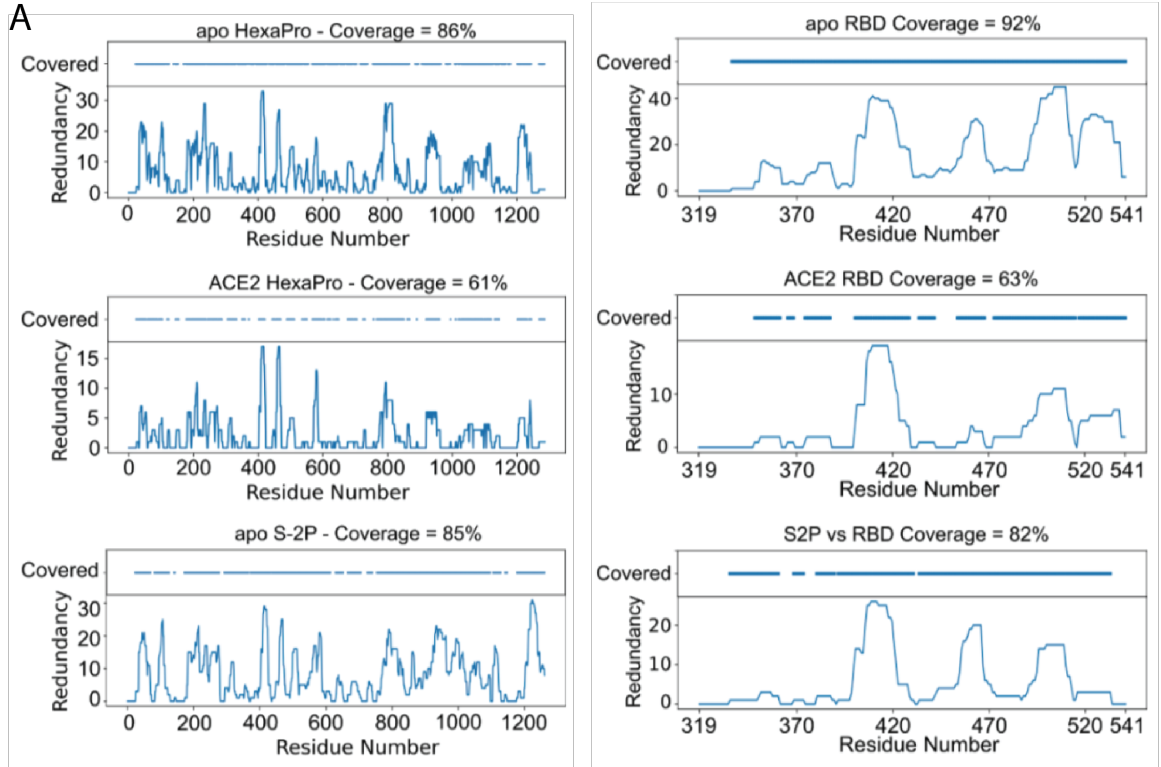 A
apo HexaPro - Coverage = 86%
Covered
Redundancy
30
20
10
0
0 200 400 600 800 1000 1200
Residue Number
ACE2 HexaPro - Coverage = 61%
Covered
Redundancy
15
10
5
0
0 200 400 600 800 1000 1200
Residue Number
apo S-2P - Coverage = 85%
Covered
Redundancy
30
20
10
0
0 200 400 600 800 1000 1200
Residue Number
apo RBD Coverage = 92%
Covered
Redundancy
40
20
0
319 370 420 470 520 541
Residue Number
ACE2 RBD Coverage = 63%
Covered
Redundancy
10
0
319 370 420 470 520 541
Residue Number
S2P vs RBD Coverage = 82%
Covered
Redundancy
20
10
0
319 370 420 470 520 541
Residue Number